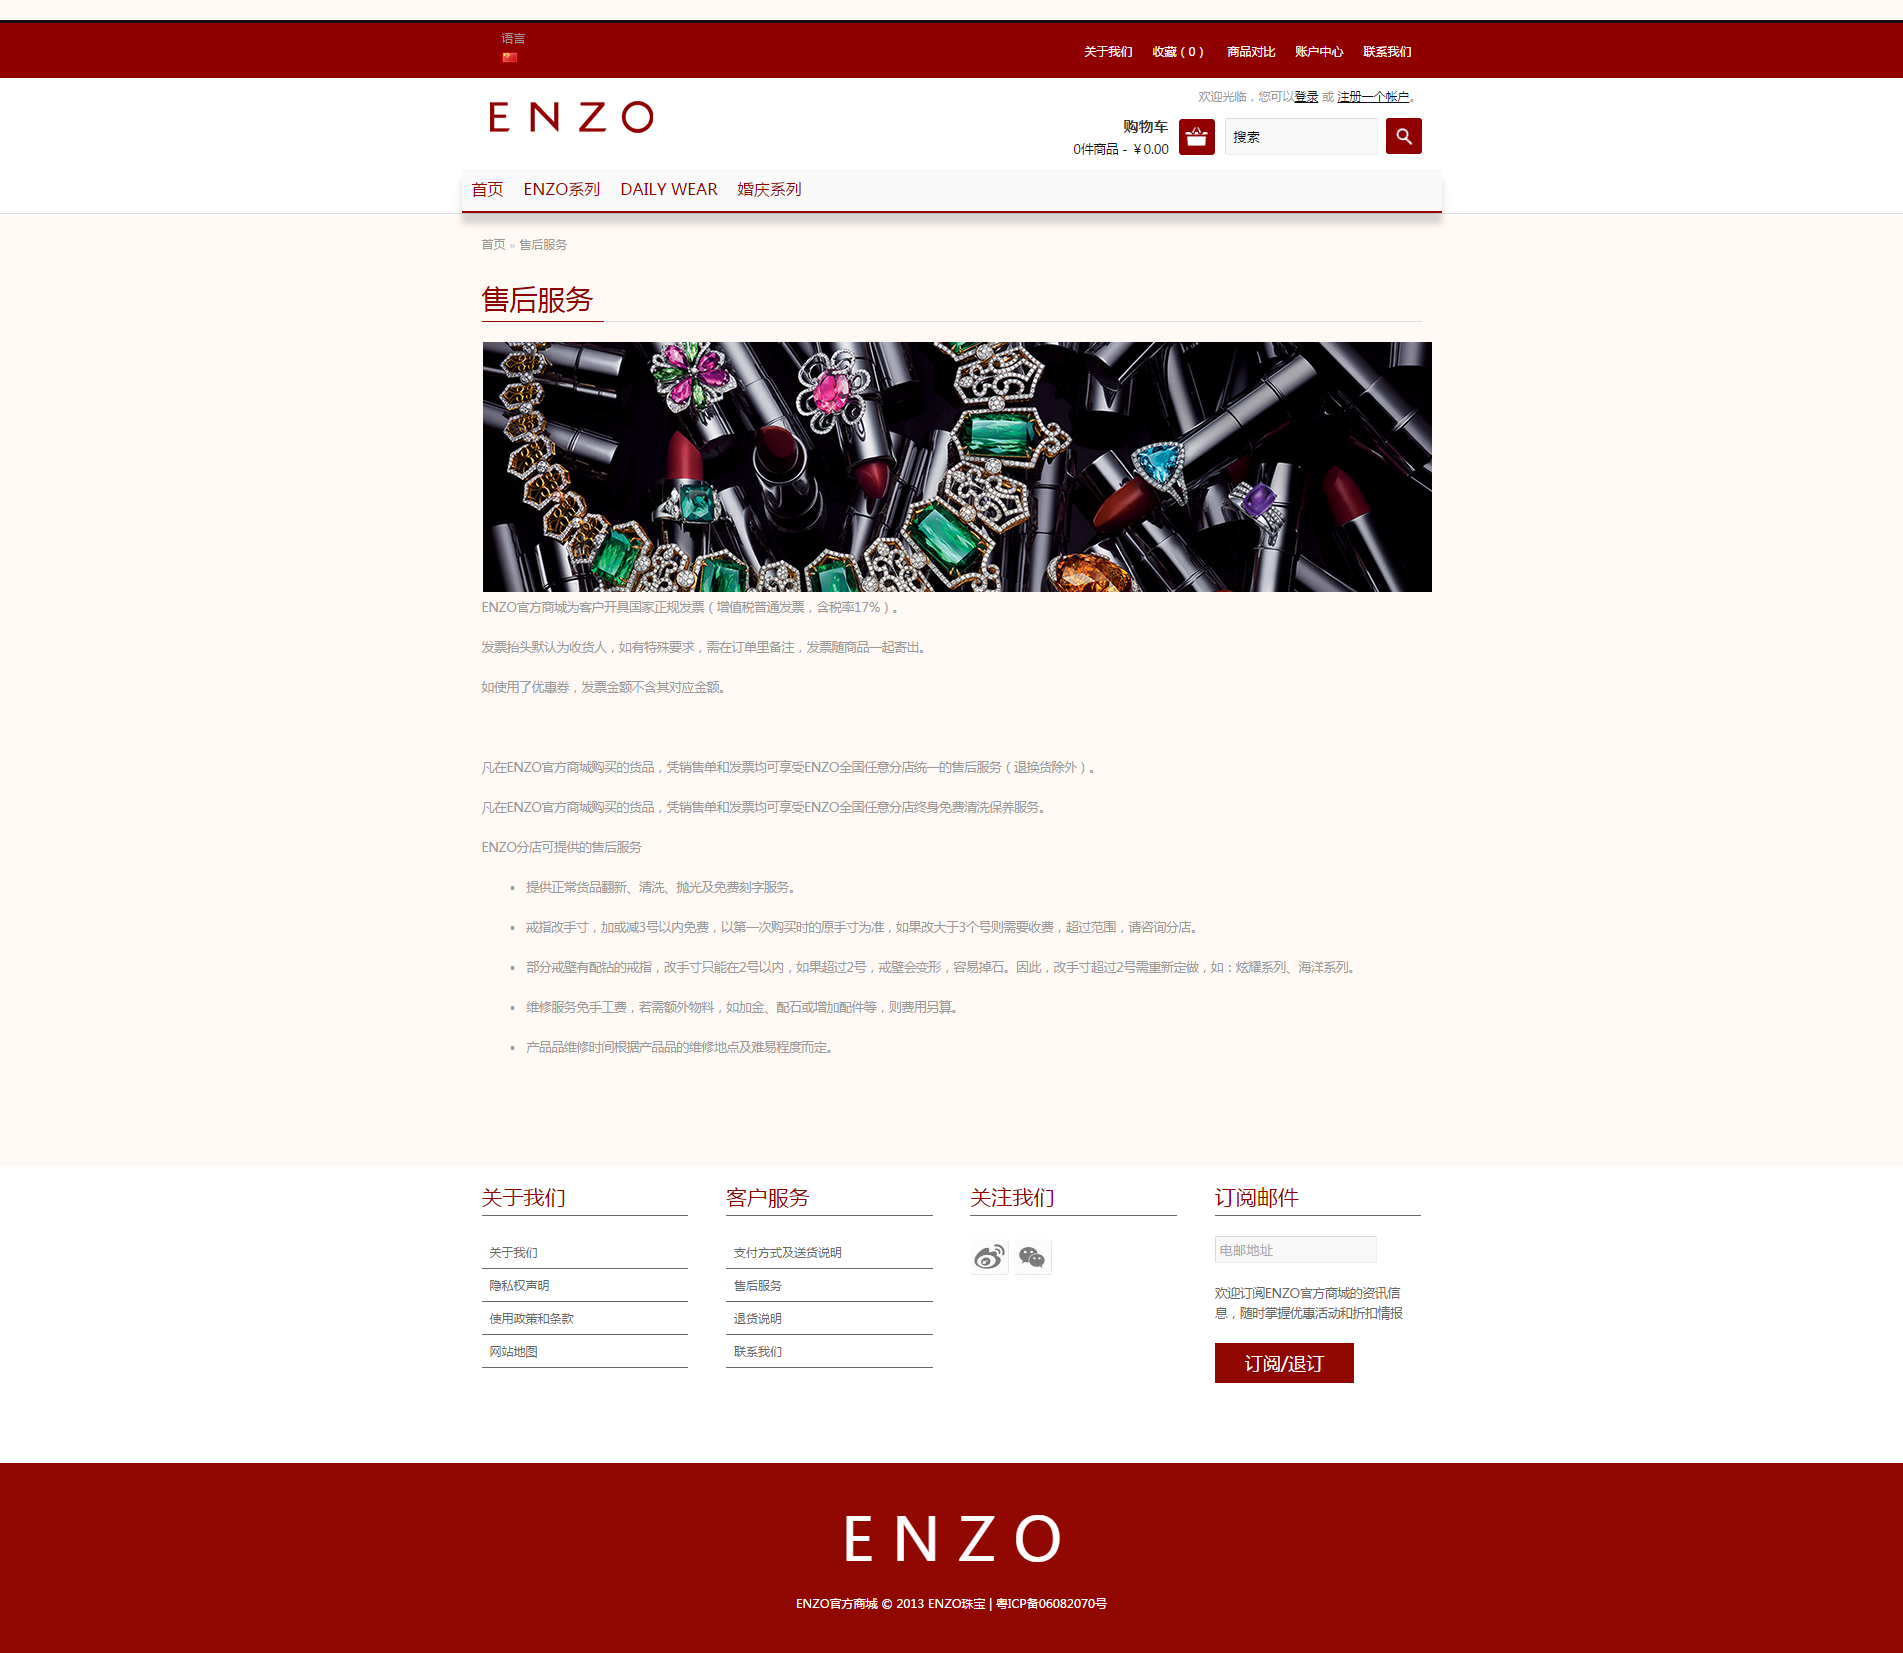 语言
关于我们 收藏（0） 商品对比 账户中心 联系我们
ENZO
欢迎光临，您可以登录 或 注册一个帐户。
购物车
0件商品 - ￥0.00
搜索
首页 ENZO系列 DAILY WEAR 婚庆系列
首页 » 售后服务
售后服务
ENZO官方商城为客户开具国家正规发票（增值税普通发票，含税率17%）。
发票抬头默认为收货人，如有特殊要求，需在订单里备注，发票随商品一起寄出。
如使用了优惠券，发票金额不含其对应金额。
凡在ENZO官方商城购买的货品，凭销售单和发票均可享受ENZO全国任意分店统一的售后服务（退换货除外）。
凡在ENZO官方商城购买的货品，凭销售单和发票均可享受ENZO全国任意分店终身免费清洗保养服务。
ENZO分店可提供的售后服务
• 提供正常货品翻新、清洗、抛光及免费刻字服务。
• 戒指改手寸，加或减3号以内免费，以第一次购买时的原手寸为准，如果改大于3个号则需要收费，超过范围，请咨询分店。
• 部分戒壁有配钻的戒指，改手寸只能在2号以内，如果超过2号，戒壁会变形，容易掉石。因此，改手寸超过2号需重新定做，如：炫耀系列、海洋系列。
• 维修服务免手工费，若需额外物料，如加金、配石或增加配件等，则费用另算。
• 产品品维修时间根据产品品的维修地点及难易程度而定。
关于我们
关于我们
隐私权声明
使用政策和条款
网站地图
客户服务
支付方式及送货说明
售后服务
退货说明
联系我们
关注我们
订阅邮件
电邮地址
欢迎订阅ENZO官方商城的资讯信
息，随时掌握优惠活动和折扣情报
订阅/退订
ENZO
ENZO官方商城 © 2013 ENZO珠宝 | 粤ICP备06082070号